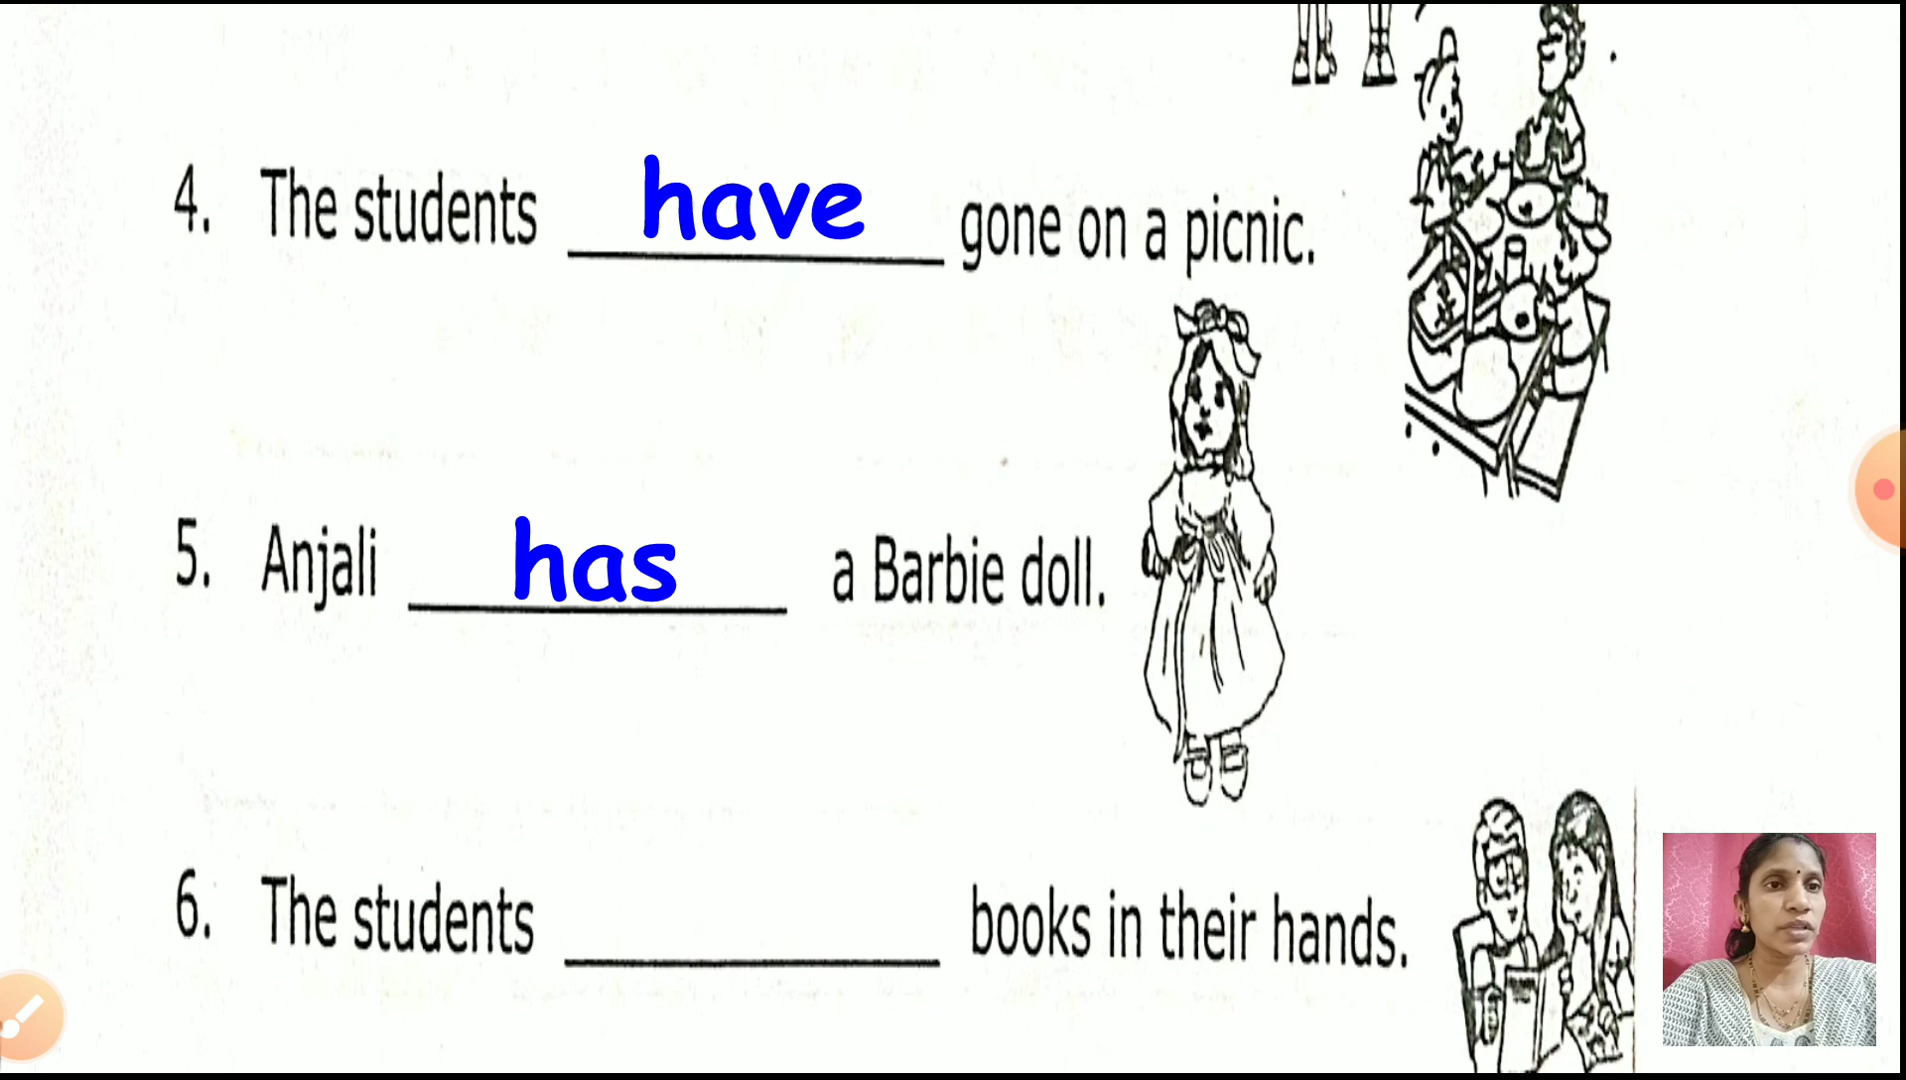 4. The students have gone on a picnic.
5. Anjali has a Barbie doll.
6. The students __________ books in their hands.